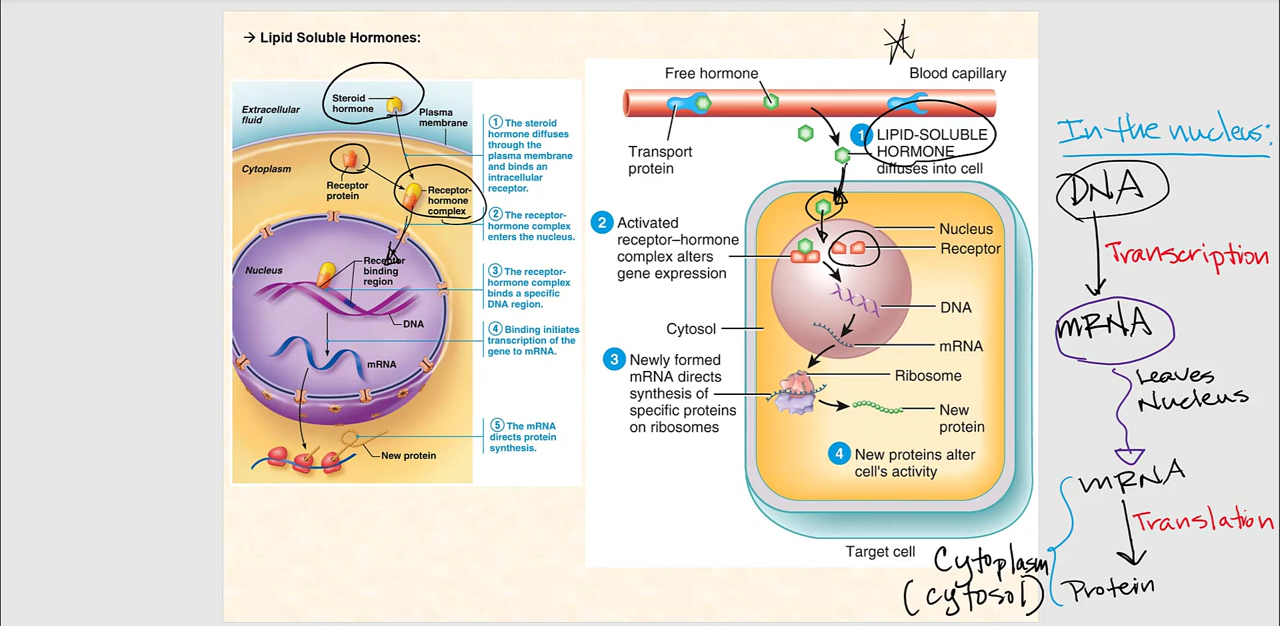 → Lipid Soluble Hormones:
Extracellular
fluid
Steroid
hormone
Plasma
membrane
Cytoplasm
Receptor
protein
Receptor-
hormone
complex
Nucleus
Receptor
binding
region
DNA
mRNA
New protein
① The steroid
hormone diffuses
through the
plasma membrane
and binds an
intracellular
receptor.
② The receptor-
hormone complex
enters the nucleus.
③ The receptor-
hormone complex
binds a specific
DNA region.
④ Binding initiates
transcription of the
gene to mRNA.
⑤ The mRNA
directs protein
synthesis.
Free hormone
Blood capillary
Transport
protein
1 LIPID-SOLUBLE
HORMONE
diffuses into cell
2 Activated
receptor–hormone
complex alters
gene expression
Nucleus
Receptor
DNA
Cytosol
mRNA
3 Newly formed
mRNA directs
synthesis of
specific proteins
on ribosomes
Ribosome
New
protein
4 New proteins alter
cell's activity
Target cell
In the nucleus:
DNA
Transcription
mRNA
Leaves
Nucleus
mRNA
Translation
Cytoplasm
(cytosol)
Protein